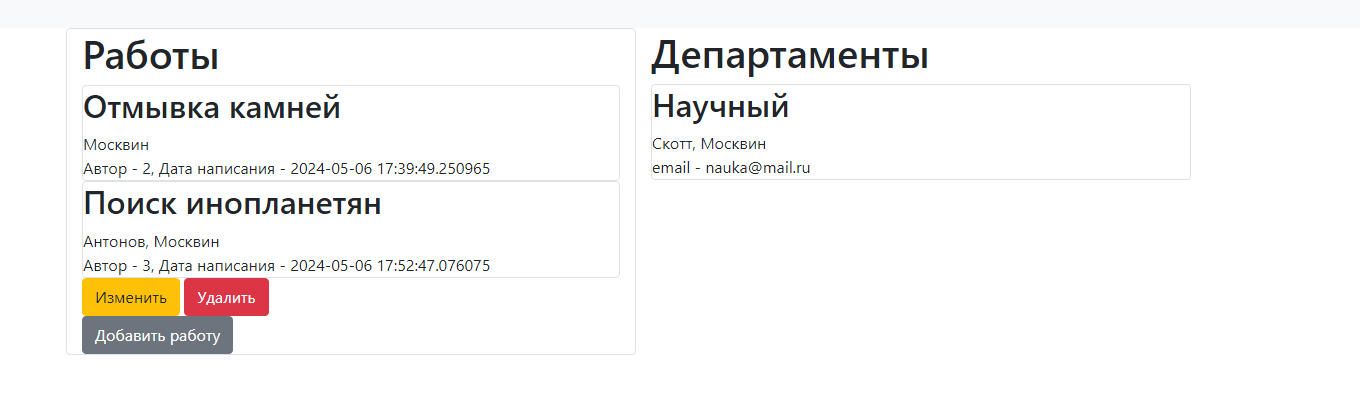 Работы
Отмывка камней
Москвин
Автор - 2, Дата написания - 2024-05-06 17:39:49.250965
Поиск инопланетян
Антонов, Москвин
Автор - 3, Дата написания - 2024-05-06 17:52:47.076075
Изменить Удалить
Добавить работу
Департаменты
Научный
Скотт, Москвин
email - nauka@mail.ru